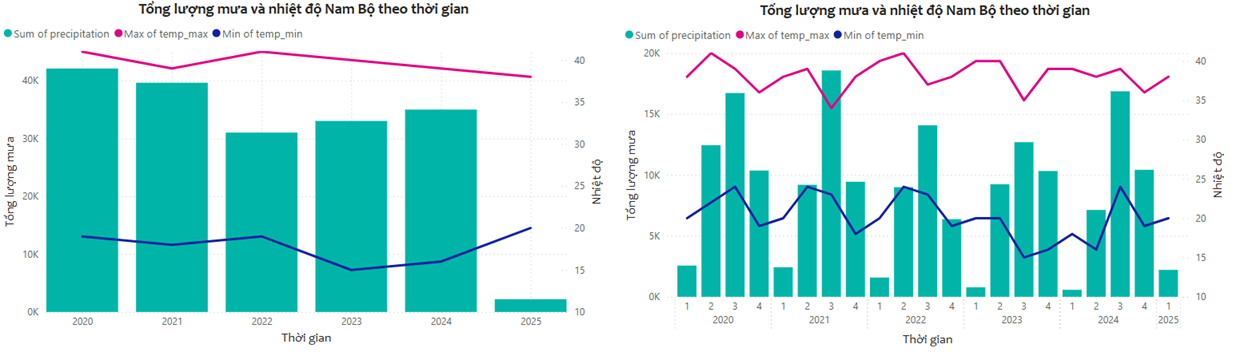 Tổng lượng mưa và nhiệt độ Nam Bộ theo thời gian
Sum of precipitation Max of temp_max Min of temp_min
Tổng lượng mưa
40K
30K
20K
10K
0K
40
35
30
25
20
15
10
Nhiệt độ
2020 2021 2022 2023 2024 2025
Thời gian
Tổng lượng mưa và nhiệt độ Nam Bộ theo thời gian
Sum of precipitation Max of temp_max Min of temp_min
Tổng lượng mưa
20K
15K
10K
5K
0K
40
35
30
25
20
15
10
Nhiệt độ
1 2 3 4 1 2 3 4 1 2 3 4 1 2 3 4 1 2 3 4 1
2020 2021 2022 2023 2024 2025
Thời gian